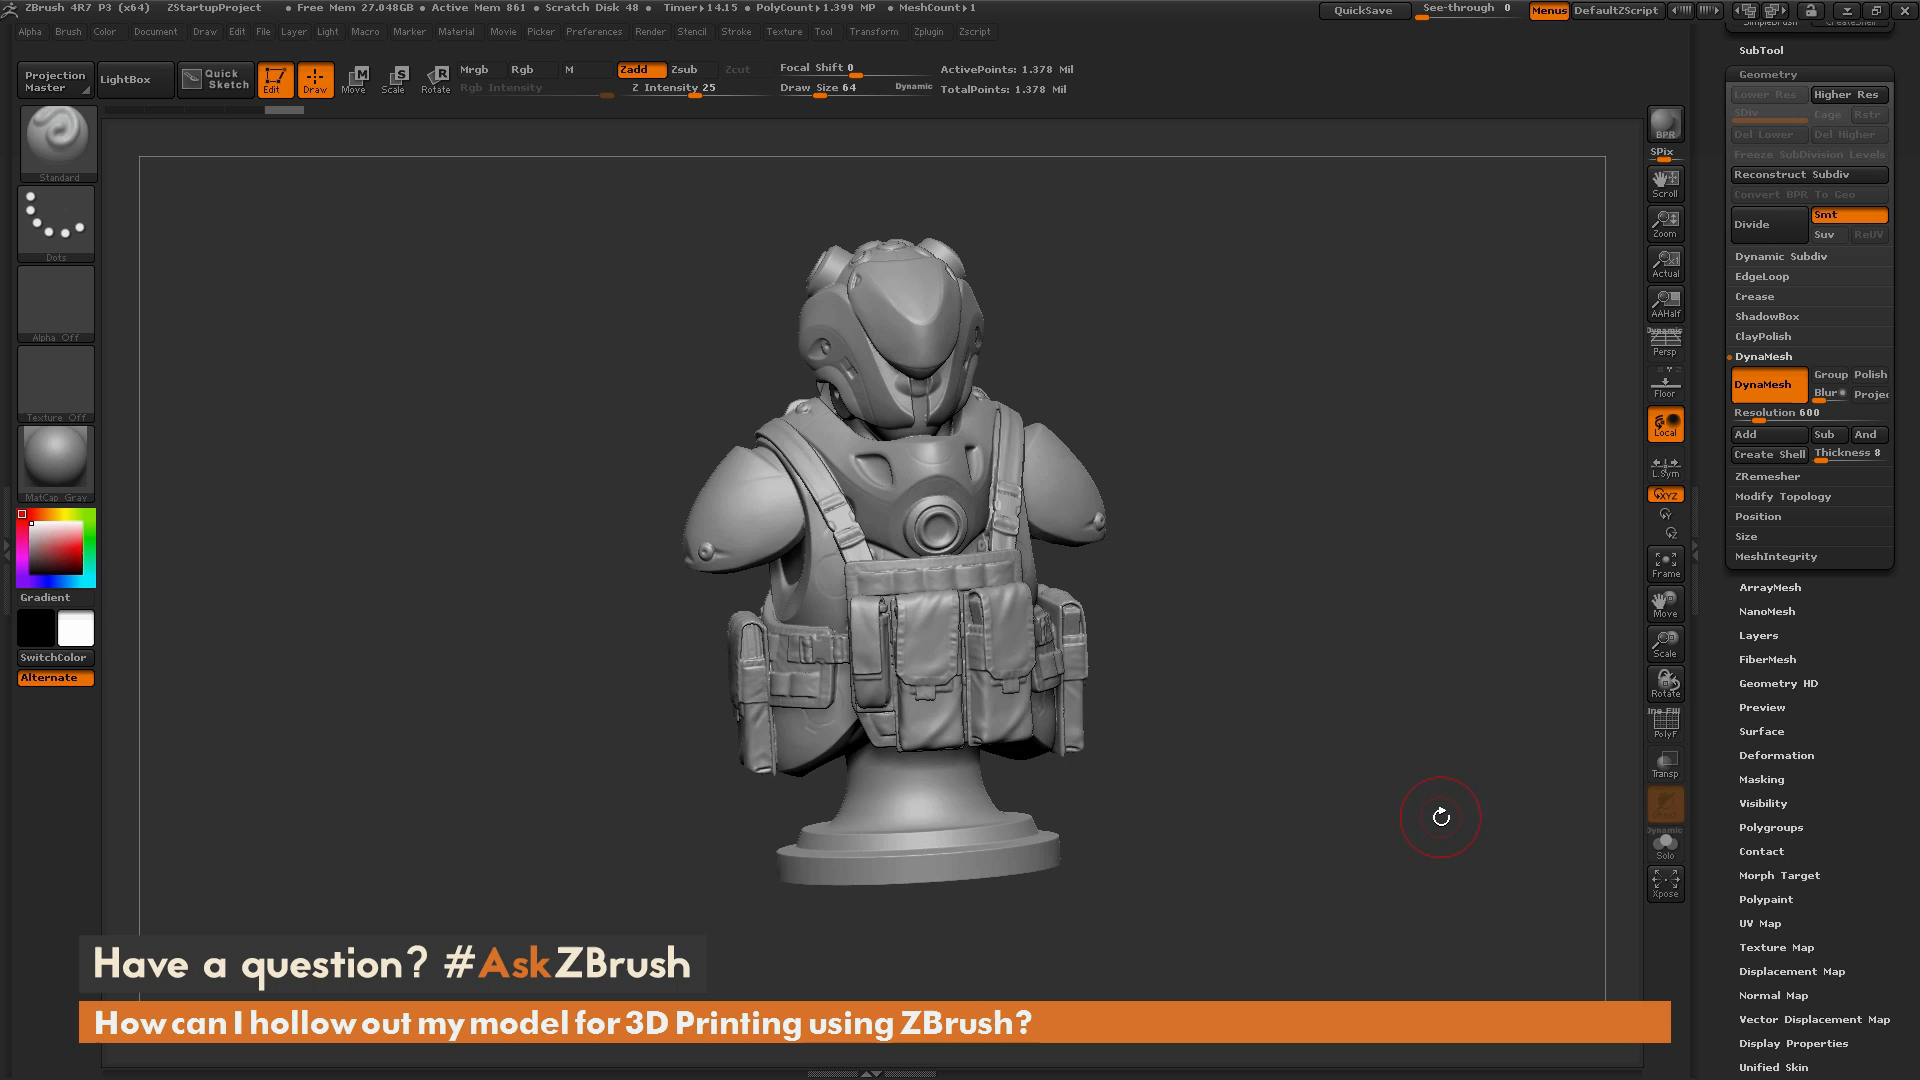 ZBrush 4R7 P3 (x64) ZStartupProject • Free Mem 27.048GB • Active Mem 861 • Scratch Disk 48 • Timer▸14.15 • PolyCount▸1.399 MP • MeshCount▸1 QuickSave See-through 0 Menus DefaultZScript
Alpha Brush Color Document Draw Edit File Layer Light Macro Marker Material Movie Picker Preferences Render Stencil Stroke Texture Tool Transform Zplugin Zscript
SubTool
Projection Master
LightBox
Quick Sketch
Edit
Draw
Move
Scale
Rotate
Mrgb Rgb M
Rgb Intensity
Zadd Zsub Zcut
Z Intensity 25
Focal Shift 0
Draw Size 64 Dynamic
ActivePoints: 1.378 Mil
TotalPoints: 1.378 Mil
Standard
Dots
Alpha Off
Texture Off
MatCap Gray
Gradient
SwitchColor
Alternate
BPR
SPix
Scroll
Zoom
Actual
AAHalf
Dynamic
Persp
Floor
Local
L.Sym
XYZ
Y
Z
Frame
Move
Scale
Rotate
Line Fill
PolyF
Transp
Dynamic
Solo
Xpose
Geometry
Lower Res Higher Res
SDiv Cage Rstr
Del Lower Del Higher
Freeze SubDivision Levels
Reconstruct Subdiv
Convert BPR To Geo
Divide Smt
Suv ReUV
Dynamic Subdiv
EdgeLoop
Crease
ShadowBox
ClayPolish
DynaMesh
DynaMesh Group Polish
Blur Projec
Resolution 600
Add Sub And
Create Shell Thickness 8
ZRemesher
Modify Topology
Position
Size
MeshIntegrity
ArrayMesh
NanoMesh
Layers
FiberMesh
Geometry HD
Preview
Surface
Deformation
Masking
Visibility
Polygroups
Contact
Morph Target
Polypaint
UV Map
Texture Map
Displacement Map
Normal Map
Vector Displacement Map
Display Properties
Unified Skin
Have a question? #AskZBrush
How can I hollow out my model for 3D Printing using ZBrush?